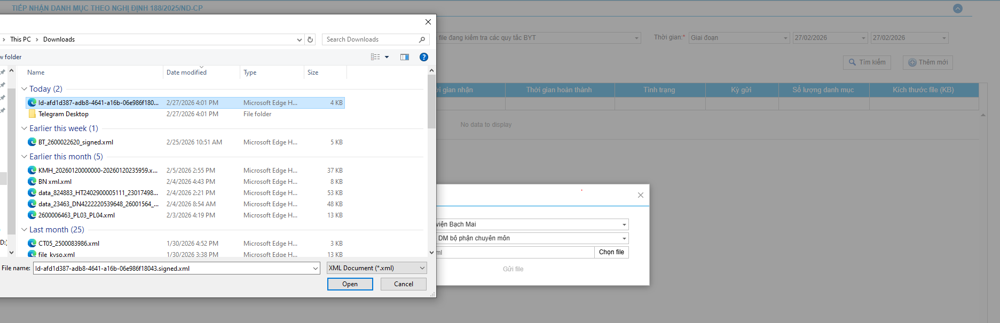 TIẾP NHẬN DANH MỤC THEO NGHỊ ĐỊNH 188/2025/NĐ-CP
This PC > Downloads
Search Downloads
file đang kiểm tra các quy tắc BYT
Thời gian:* Giai đoạn 27/02/2026 27/02/2026
w folder
Tìm kiếm Thêm mới
Name Date modified Type Size
gian nhận Thời gian hoàn thành Tình trạng Kỳ gửi Số lượng danh mục Kích thước file (KB)
Today (2)
Id-afd1d387-adb8-4641-a16b-06e986f180... 2/27/2026 4:01 PM Microsoft Edge H... 4 KB
Telegram Desktop 2/27/2026 4:01 PM File folder
No data to display
Earlier this week (1)
BT_2600022620_signed.xml 2/25/2026 10:51 AM Microsoft Edge H... 5 KB
Earlier this month (5)
KMH_20260120000000-20260120235959.x... 2/5/2026 2:55 PM Microsoft Edge H... 37 KB
BN xml.xml 2/4/2026 4:43 PM Microsoft Edge H... 8 KB
data_824883_HT2402900005111_23017498... 2/4/2026 2:21 PM Microsoft Edge H... 53 KB
data_23463_DN4222220539648_26001564_... 2/4/2026 8:54 AM Microsoft Edge H... 48 KB
2600006463_PL03_PL04.xml 2/3/2026 4:19 PM Microsoft Edge H... 13 KB
Last month (25)
CT05_2500083986.xml 1/30/2026 4:52 PM Microsoft Edge H... 3 KB
file_kyso.xml 1/30/2026 3:38 PM Microsoft Edge H... 13 KB
D:)
viện Bạch Mai
DM bộ phận chuyên môn
ml Chọn file
Gửi file
File name: Id-afd1d387-adb8-4641-a16b-06e986f18043.signed.xml XML Document (*.xml)
Open Cancel